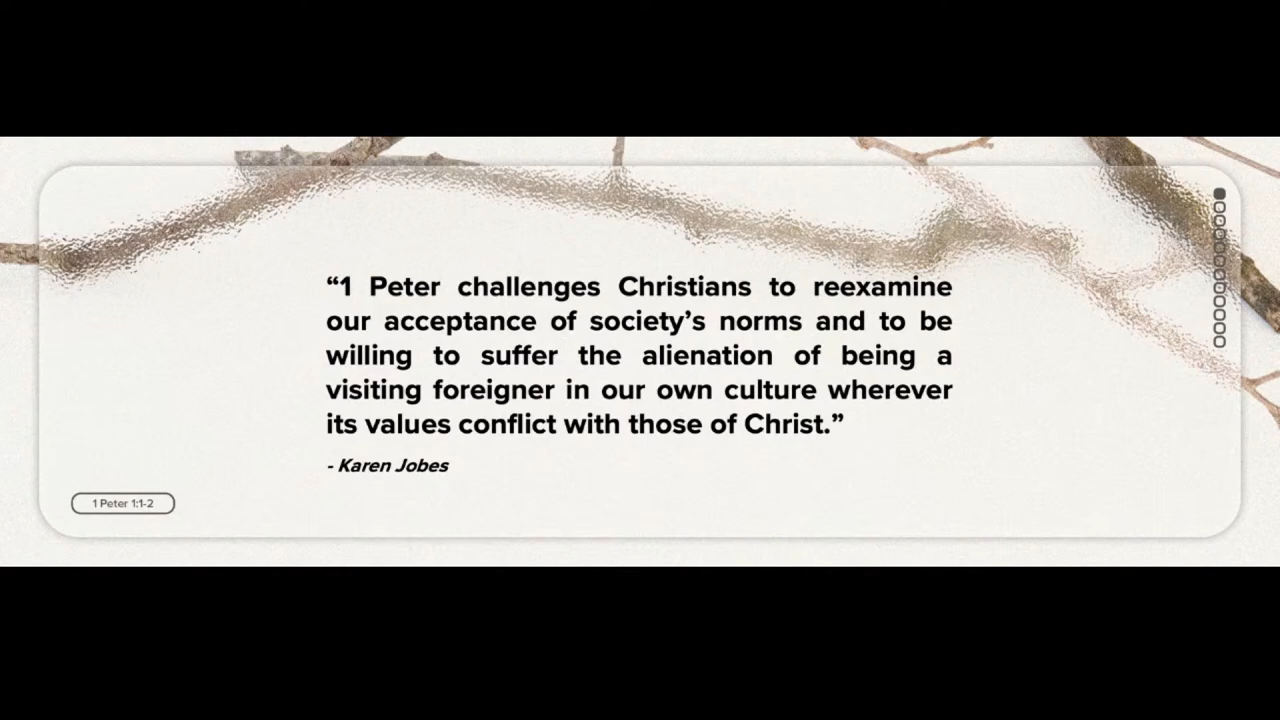 “1 Peter challenges Christians to reexamine
our acceptance of society’s norms and to be
willing to suffer the alienation of being a
visiting foreigner in our own culture wherever
its values conflict with those of Christ.”
- Karen Jobes
1 Peter 1:1-2